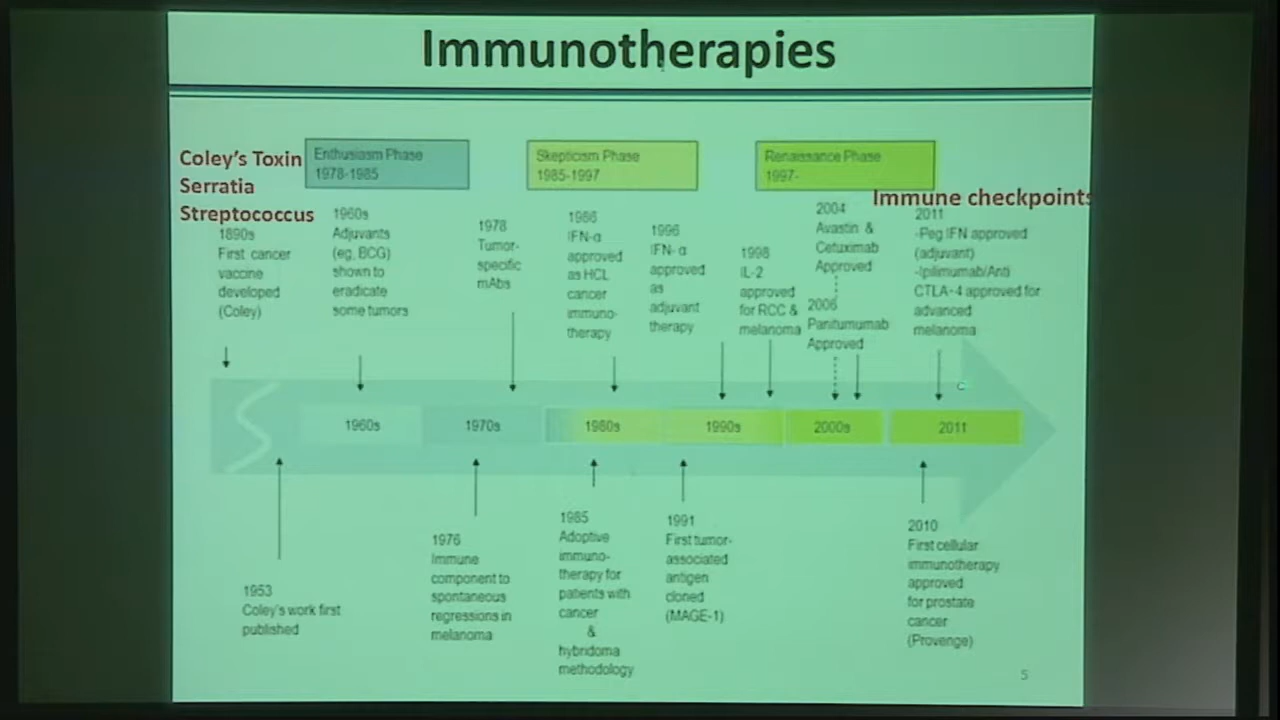 Immunotherapies
Coley's Toxin
Serratia
Streptococcus
Enthusiasm Phase
1978-1985
Skepticism Phase
1985-1997
Renaissance Phase
1997-
Immune checkpoints
1890s
First cancer
vaccine
developed
(Coley)
1960s
Adjuvants
(eg, BCG)
shown to
eradicate
some tumors
1978
Tumor-
specific
mAbs
1986
IFN-α
approved
as HCL
cancer
immuno-
therapy
1996
IFN- α
approved
as
adjuvant
therapy
1998
IL-2
approved
for RCC &
melanoma
2004
Avastin &
Cetuximab
Approved
2006
Panitumumab
Approved
2011
-Peg IFN approved
(adjuvant)
-Ipilimumab/Anti
CTLA-4 approved for
advanced
melanoma
1960s
1970s
1980s
1990s
2000s
2011
1953
Coley's work first
published
1976
Immune
component to
spontaneous
regressions in
melanoma
1985
Adoptive
immuno-
therapy for
patients with
cancer
&
hybridoma
methodology
1991
First tumor-
associated
antigen
cloned
(MAGE-1)
2010
First cellular
immunotherapy
approved
for prostate
cancer
(Provenge)
5